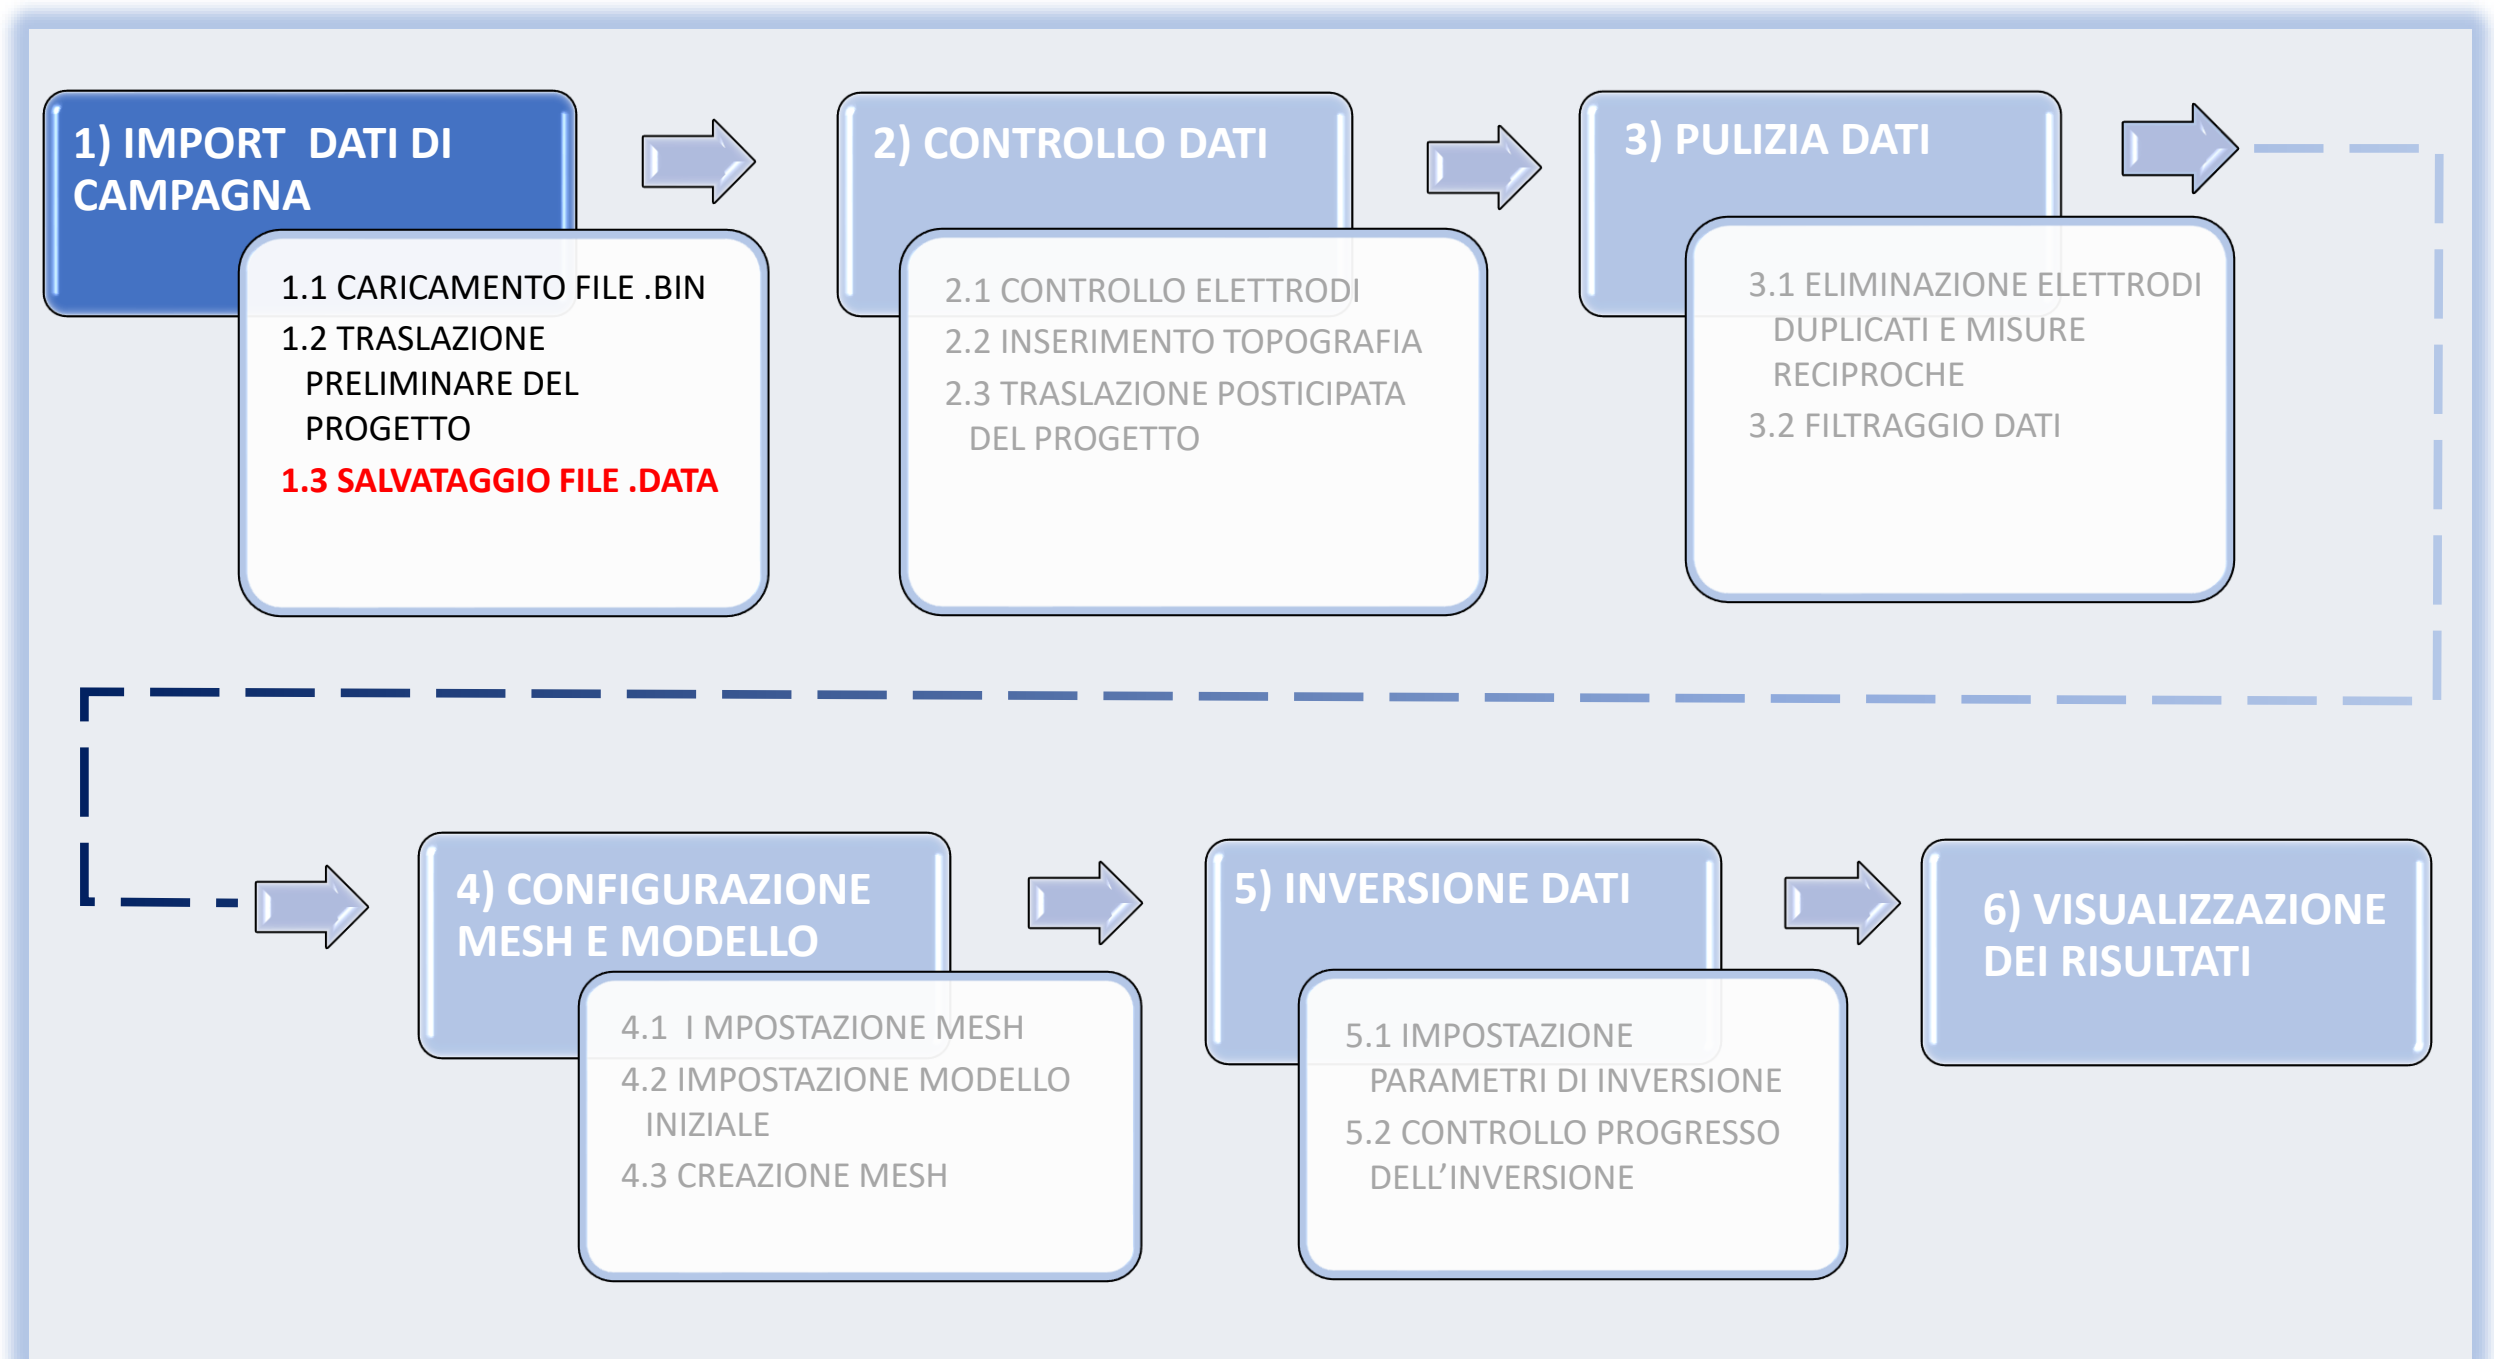 1) IMPORT  DATI DI
CAMPAGNA
1.1 CARICAMENTO FILE .BIN
1.2 TRASLAZIONE
PRELIMINARE DEL
PROGETTO
1.3 SALVATAGGIO FILE .DATA
2) CONTROLLO DATI
2.1 CONTROLLO ELETTRODI
2.2 INSERIMENTO TOPOGRAFIA
2.3 TRASLAZIONE POSTICIPATA
DEL PROGETTO
3) PULIZIA DATI
3.1 ELIMINAZIONE ELETTRODI
DUPLICATI E MISURE
RECIPROCHE
3.2 FILTRAGGIO DATI
4) CONFIGURAZIONE
MESH E MODELLO
4.1  I MPOSTAZIONE MESH
4.2 IMPOSTAZIONE MODELLO
INIZIALE
4.3 CREAZIONE MESH
5) INVERSIONE DATI
5.1 IMPOSTAZIONE
PARAMETRI DI INVERSIONE
5.2 CONTROLLO PROGRESSO
DELL’INVERSIONE
6) VISUALIZZAZIONE
DEI RISULTATI